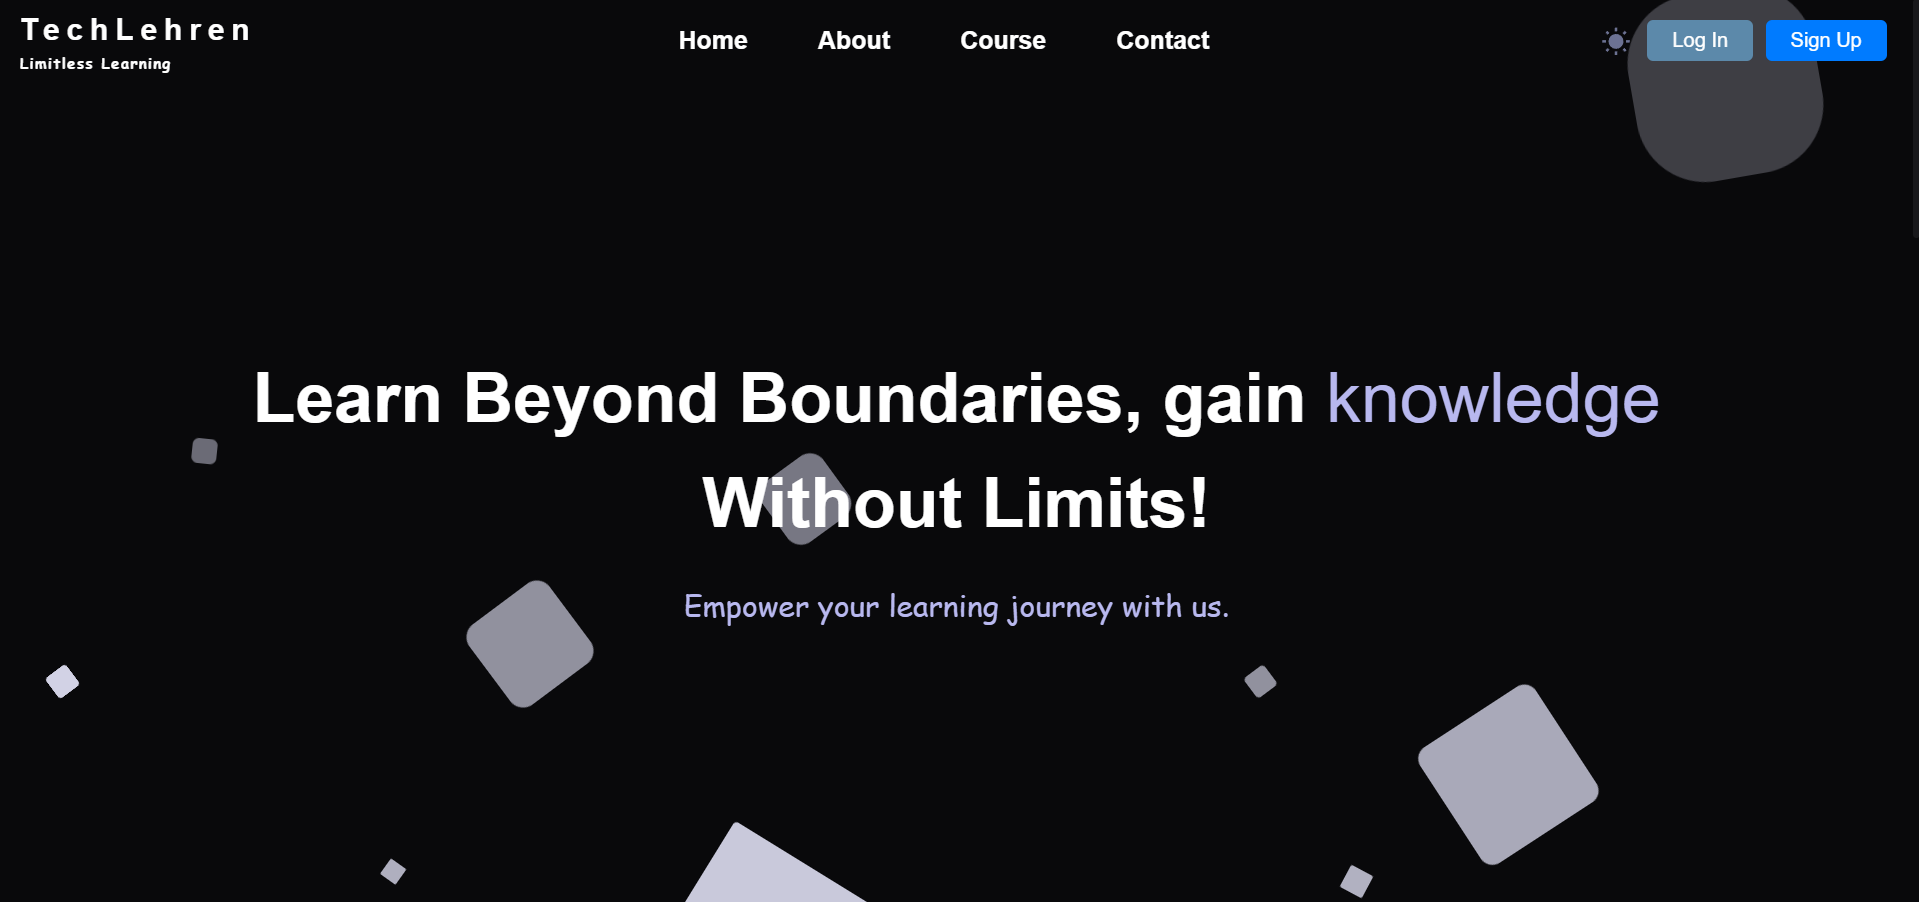 TechLehren
Limitless Learning
Home About Course Contact
Log In Sign Up
Learn Beyond Boundaries, gain knowledge
Without Limits!
Empower your learning journey with us.